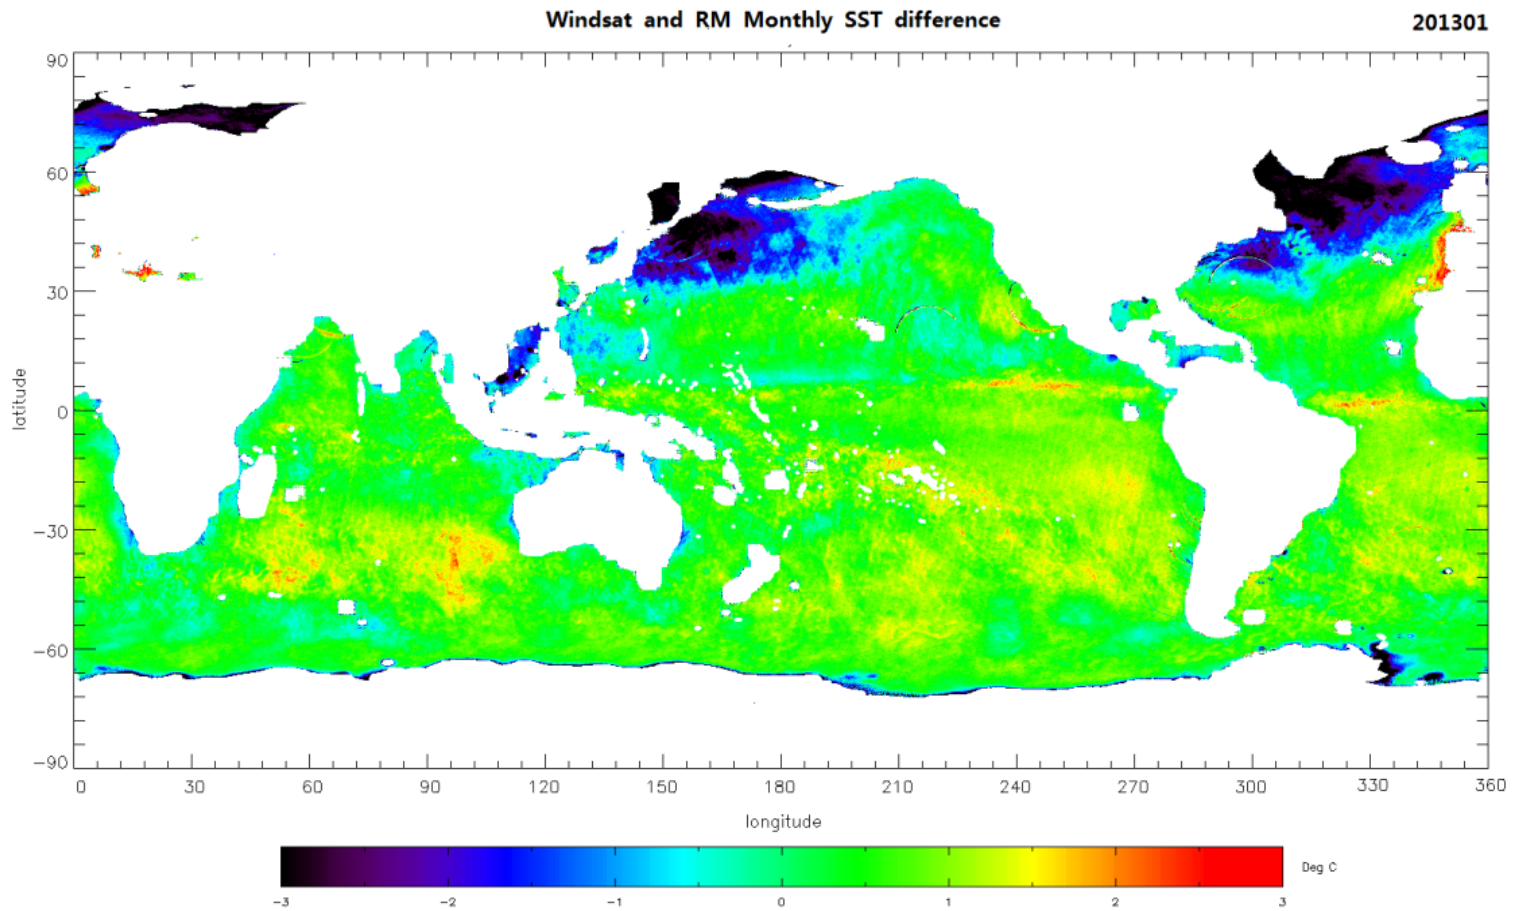 Windsat and RM Monthly SST difference
201301
90
60
30
0
−30
−60
−90
latitude
0 30 60 90 120 150 180 210 240 270 300 330 360
longitude
Deg C
−3 −2 −1 0 1 2 3